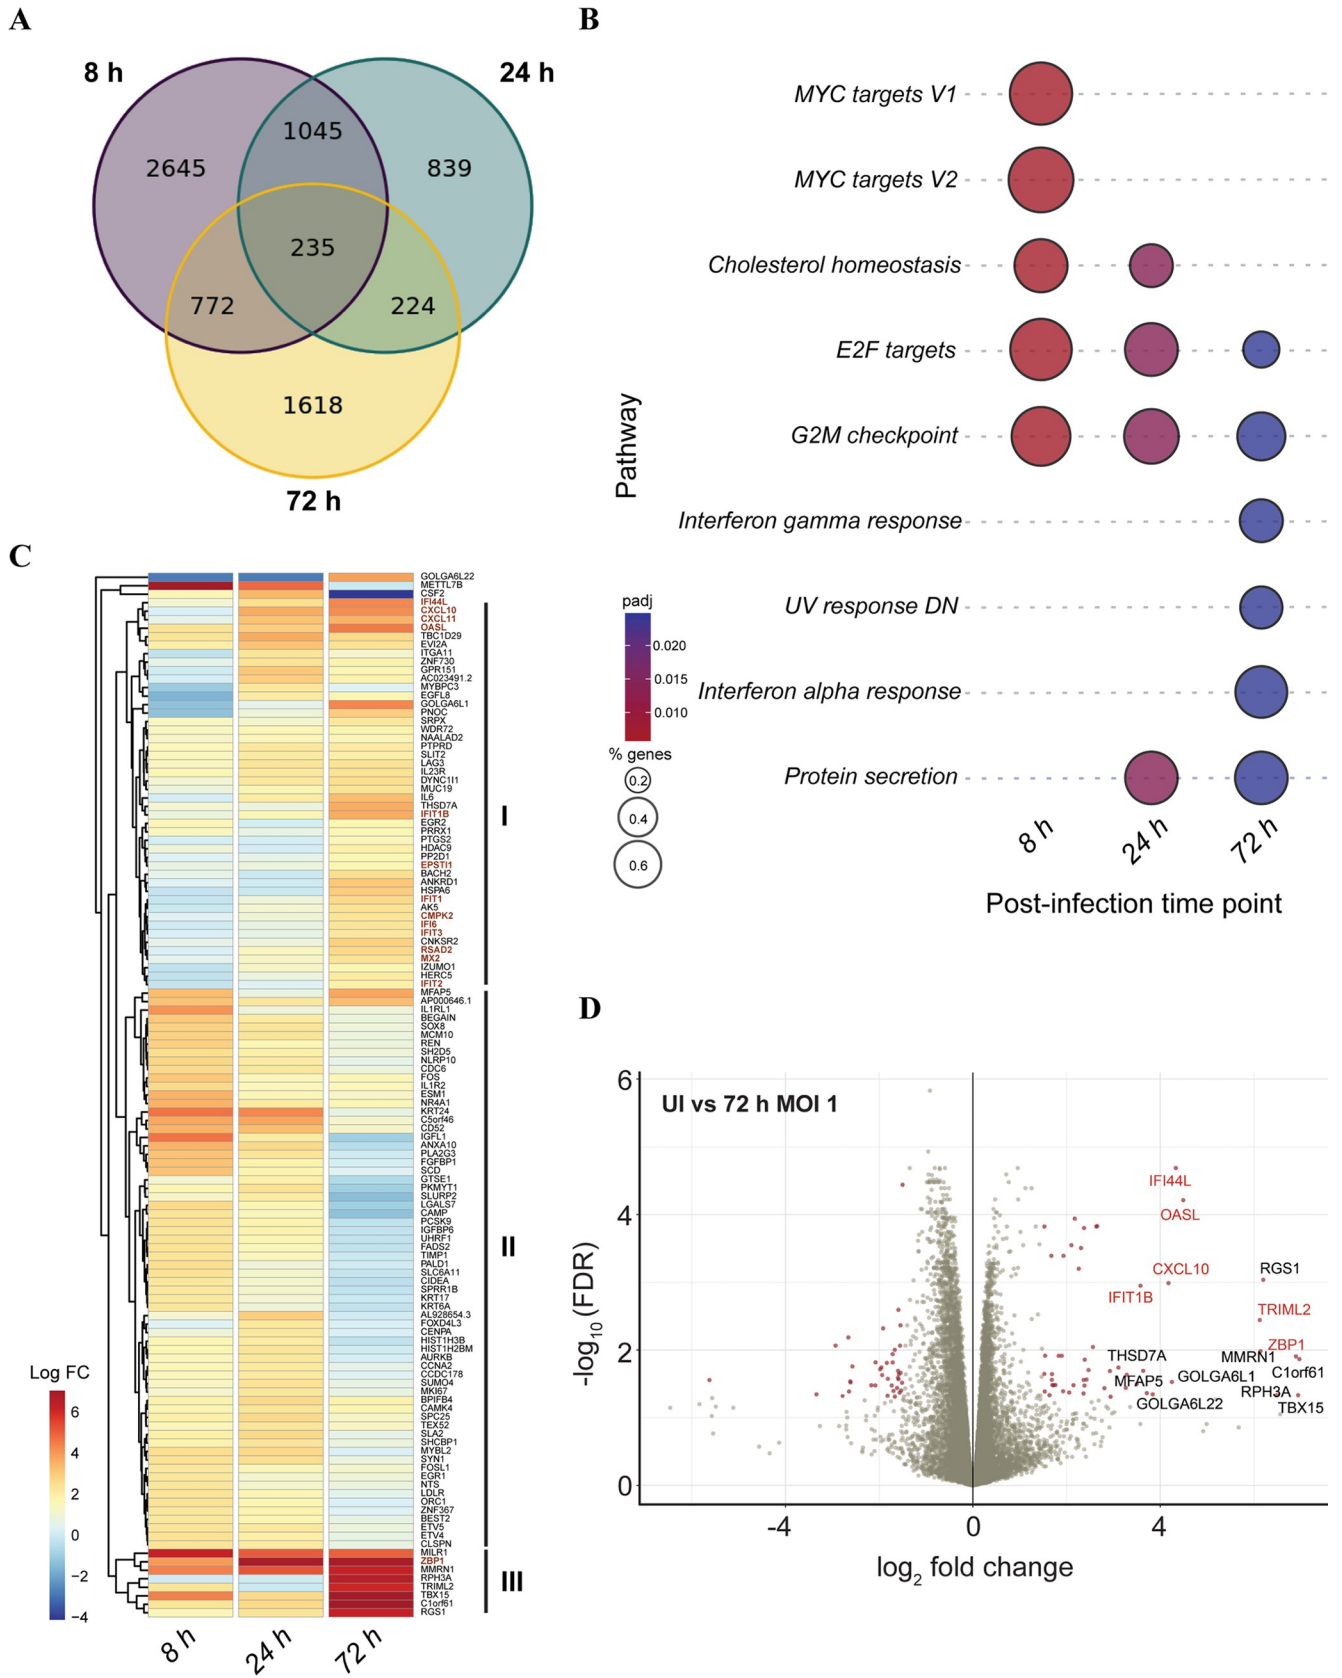 A
8 h
24 h
1045
2645
839
235
772
224
1618
72 h
B
MYC targets V1
MYC targets V2
Cholesterol homeostasis
E2F targets
G2M checkpoint
Interferon gamma response
UV response DN
Interferon alpha response
Protein secretion
Pathway
padj
0.020
0.015
0.010
% genes
0.2
0.4
0.6
8 h
24 h
72 h
Post-infection time point
C
GOLGA6L22
METTL7B
CSF2
IFI44L
CXCL10
CXCL11
OASL
TBC1D29
EVI2A
ITGA11
ZNF730
GPR151
AC023491.2
MYBPC3
EGFL8
GOLGA6L1
PNOC
SRPX
WDR72
NAALAD2
PTPRD
SLIT2
LAG3
IL23R
DYNC1I1
MUC19
IL6
THSD7A
IFIT1B
EGR2
PRRX1
PTGS2
HDAC9
PP2D1
EPSTI1
BACH2
ANKRD1
HSPA6
IFIT1
AK5
CMPK2
IFI6
IFIT3
CNKSR2
RSAD2
MX2
IZUMO1
HERC5
IFIT2
MFAP5
AP000646.1
IL1RL1
BEGAIN
SOX8
MCM10
REN
SH2D5
NLRP10
CDC6
FOS
IL1R2
ESM1
NR4A1
KRT24
C5orf46
CD52
IGFL1
ANXA10
PLA2G3
FGFBP1
SCD
GTSE1
PKMYT1
SLURP2
LGALS7
CAMP
PCSK9
IGFBP6
UHRF1
FADS2
TIMP1
PALD1
SLC6A11
CIDEA
SPRR1B
KRT17
KRT6A
AL928654.3
FOXD4L3
CENPA
HIST1H3B
HIST1H2BM
AURKB
CCNA2
CCDC178
SUMO4
MKI67
BPIFB4
CAMK4
SPC25
TEX52
SLA2
SHCBP1
MYBL2
SYN1
FOSL1
EGR1
NTS
LDLR
ORC1
ZNF367
BEST2
ETV5
ETV4
CLSPN
MILR1
ZBP1
MMRN1
RPH3A
TRIML2
TBX15
C1orf61
RGS1
I
II
III
Log FC
6
4
2
0
−2
−4
8 h
24 h
72 h
D
UI vs 72 h MOI 1
6
4
2
0
-log10 (FDR)
IFI44L
OASL
CXCL10
RGS1
IFIT1B
TRIML2
ZBP1
THSD7A
MMRN1
C1orf61
GOLGA6L1
MFAP5
RPH3A
GOLGA6L22
TBX15
-4
0
4
log2 fold change